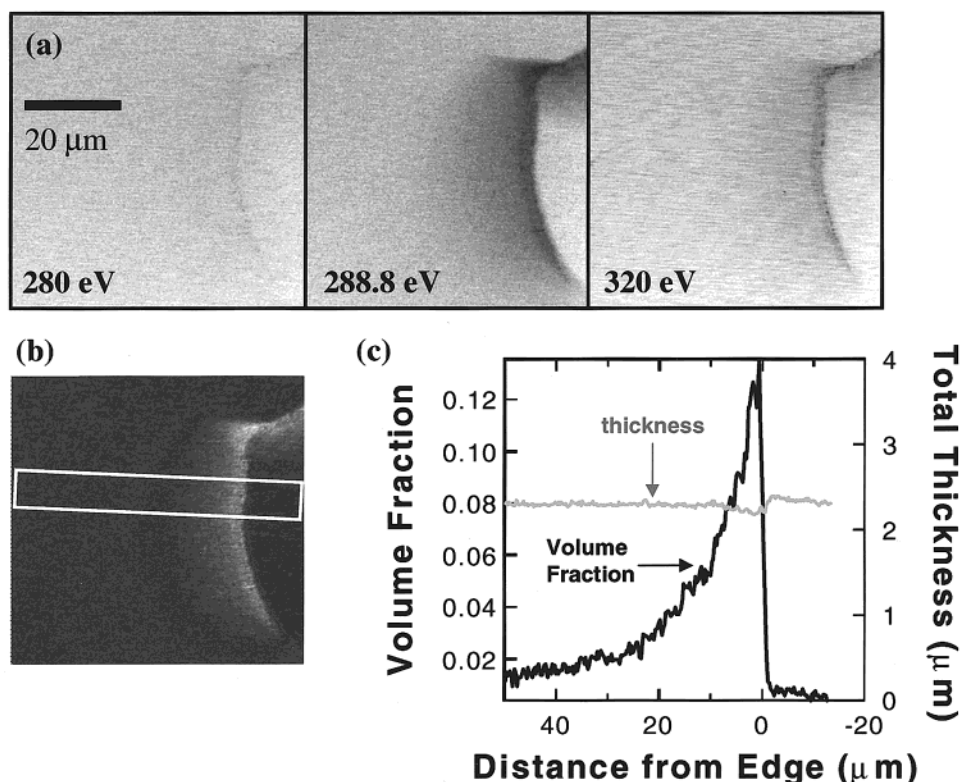 (a)
20 μm
280 eV
288.8 eV
320 eV
(b)
(c)
Volume Fraction
0.12
0.10
0.08
0.06
0.04
0.02
thickness
Volume
Fraction
4
3
2
1
0
Total Thickness (μm)
40
20
0
-20
Distance from Edge (μm)